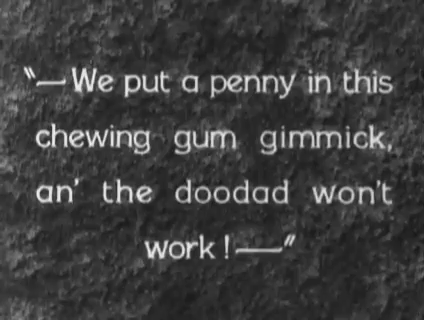 "—We put a penny in this
chewing gum gimmick,
an' the doodad won't
work!—"